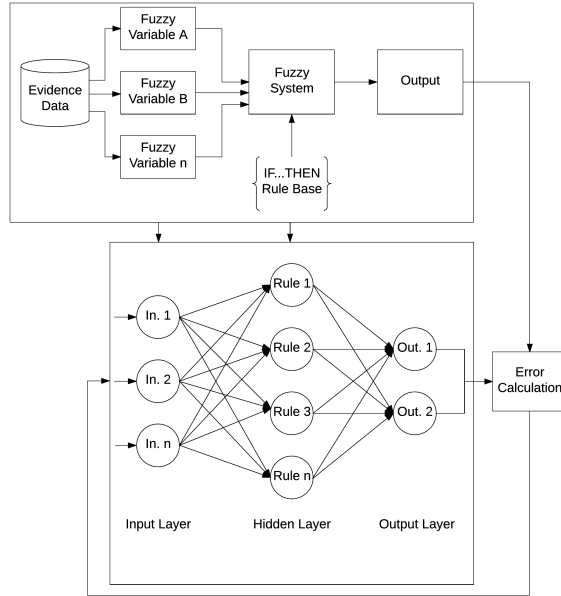 Fuzzy
Variable A
Evidence
Data
Fuzzy
Variable B
Fuzzy
Variable n
Fuzzy
System
Output
IF...THEN
Rule Base
In. 1
In. 2
In. n
Rule 1
Rule 2
Rule 3
Rule n
Out. 1
Out. 2
Error
Calculation
Input Layer
Hidden Layer
Output Layer